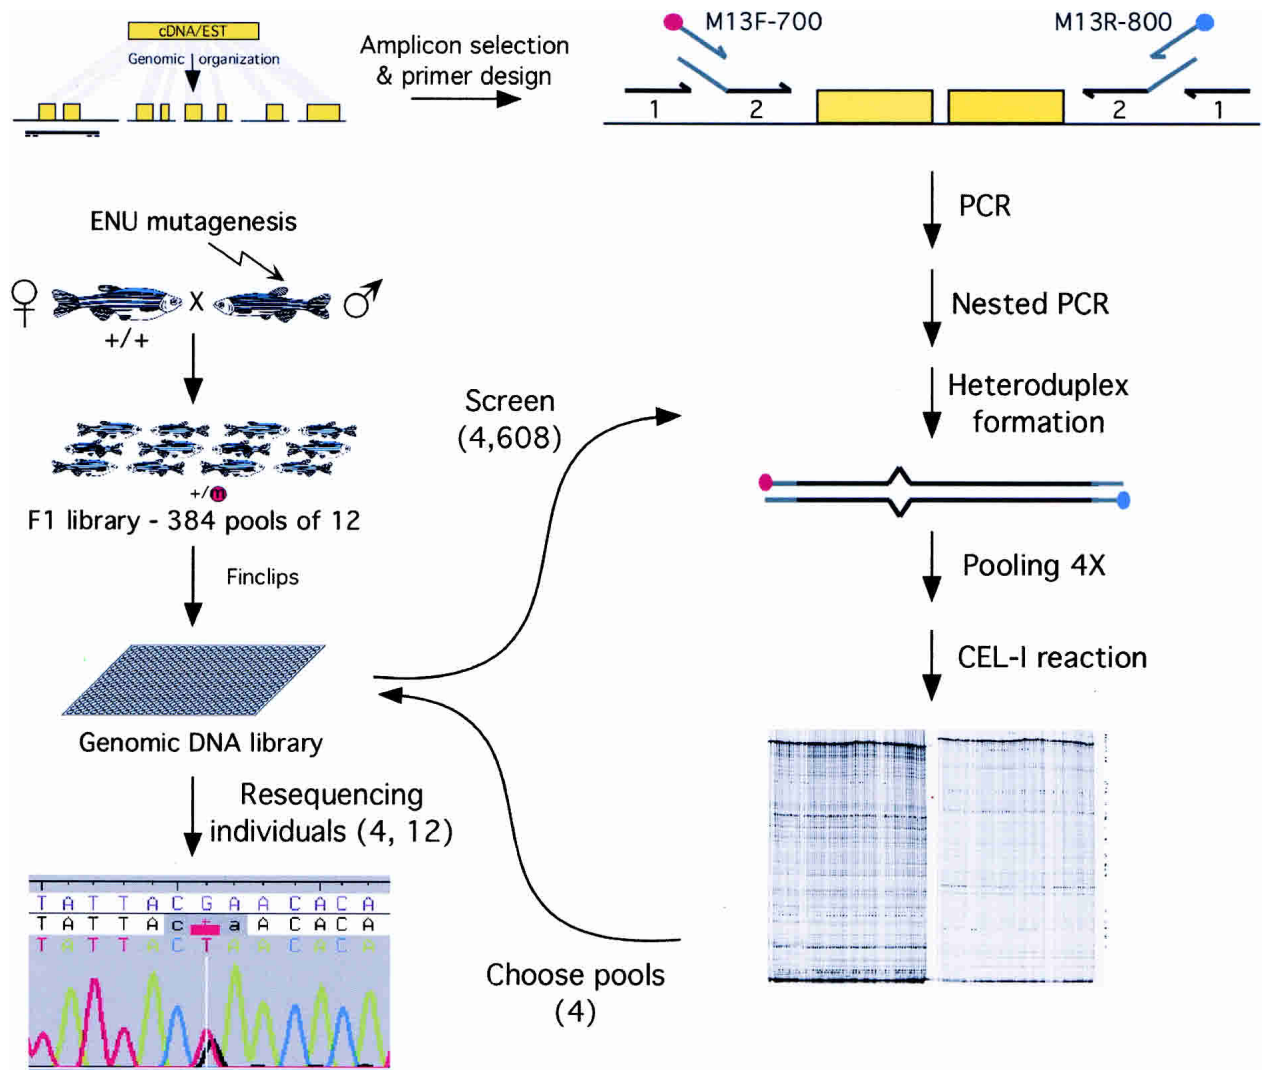 cDNA/EST
Genomic organization
Amplicon selection
& primer design
M13F-700
M13R-800
1 2 2 1
PCR
Nested PCR
Heteroduplex
formation
Pooling 4X
CEL-I reaction
ENU mutagenesis
♀ X ♂
+/+
+/m
F1 library - 384 pools of 12
Finclips
Genomic DNA library
Screen
(4,608)
Choose pools
(4)
Resequencing
individuals (4, 12)
T A T T A C G A A C A C A
T A T T A c t a A C A C A
T A T T A C T A A C A C A